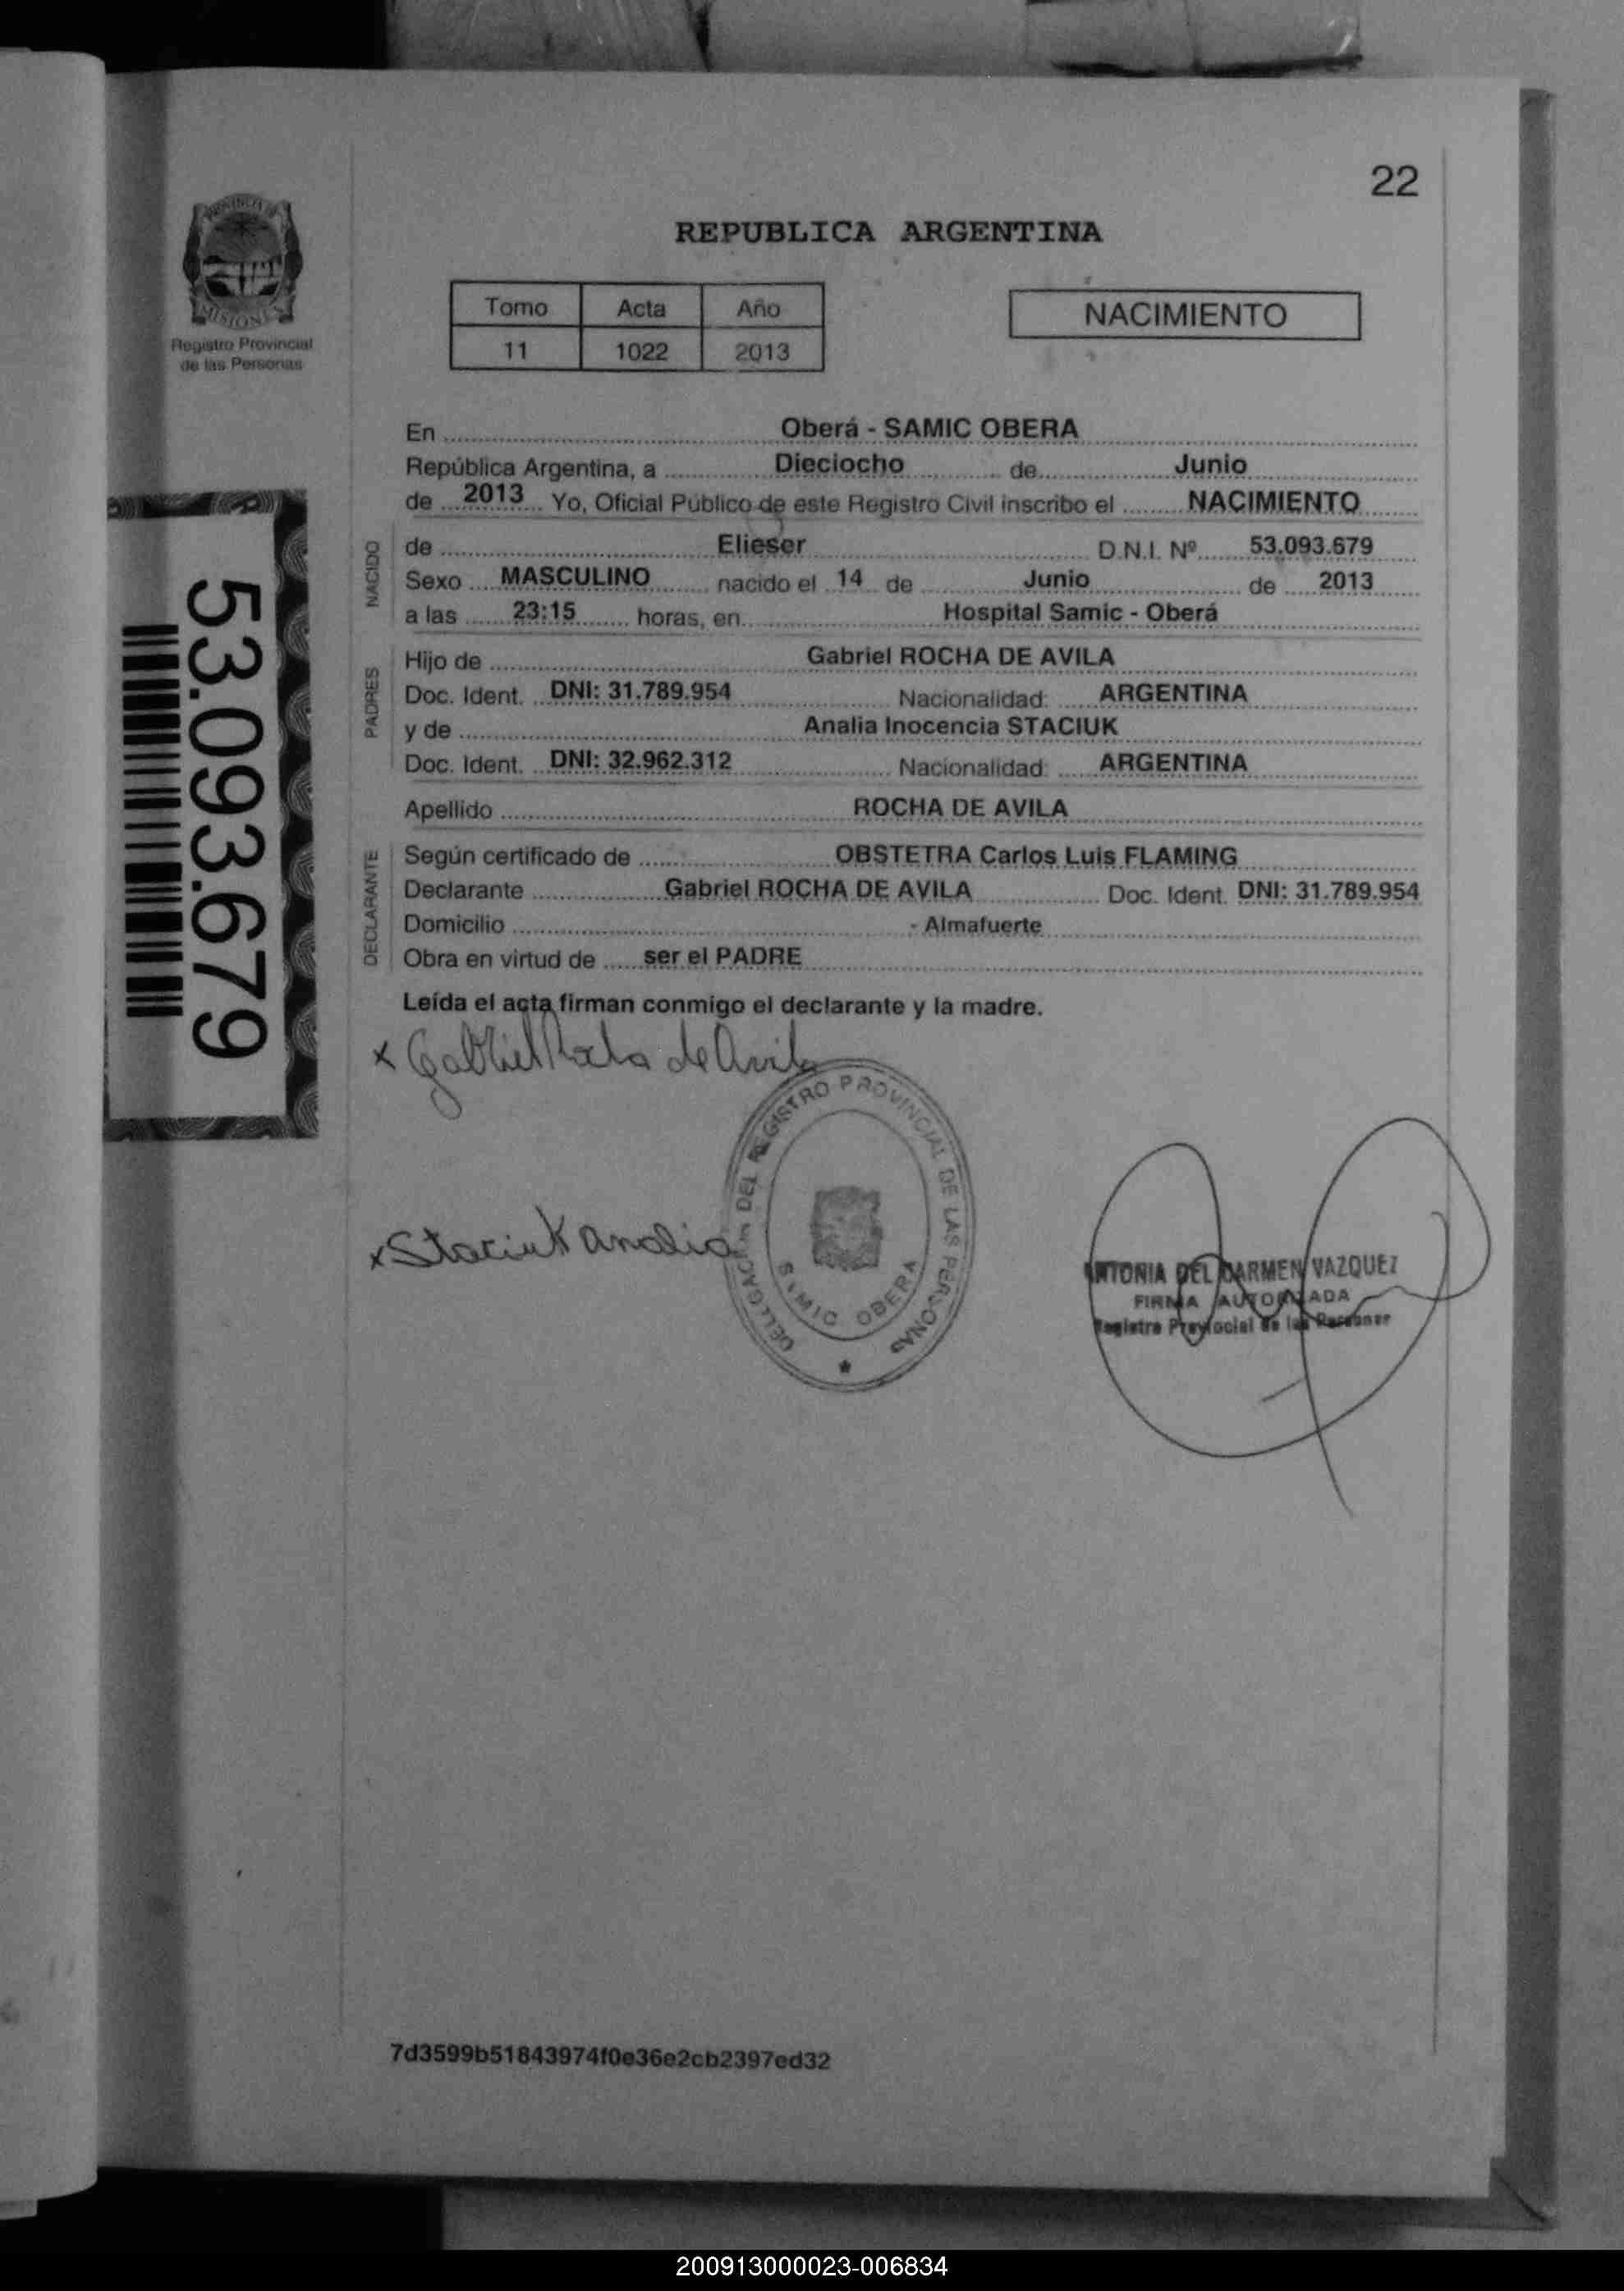 22
PROVINCIA DE
MISIONES
Registro Provincial
de las Personas
REPUBLICA ARGENTINA
Tomo Acta Año
11 1022 2013
NACIMIENTO
En Oberá - SAMIC OBERA
República Argentina, a Dieciocho de Junio
de 2013 Yo, Oficial Público de este Registro Civil inscribo el NACIMIENTO
NACIDO
de Elieser D.N.I. Nº 53.093.679
Sexo MASCULINO nacido el 14 de Junio de 2013
a las 23:15 horas, en Hospital Samic - Oberá
PADRES
Hijo de Gabriel ROCHA DE AVILA
Doc. Ident. DNI: 31.789.954 Nacionalidad: ARGENTINA
y de Analia Inocencia STACIUK
Doc. Ident. DNI: 32.962.312 Nacionalidad: ARGENTINA
Apellido ROCHA DE AVILA
DECLARANTE
Según certificado de OBSTETRA Carlos Luis FLAMING
Declarante Gabriel ROCHA DE AVILA Doc. Ident. DNI: 31.789.954
Domicilio - Almafuerte
Obra en virtud de ser el PADRE
Leída el acta firman conmigo el declarante y la madre.
53.093.679
x Gabriel Rocha de Avila
DELEGACION DEL REGISTRO PROVINCIAL DE LAS PERSONAS
SAMIC OBERA
x Staciuk Analia
ANTONIA DEL CARMEN VAZQUEZ
FIRMA AUTORIZADA
Registro Provincial de las Personas
7d3599b51843974f0e36e2cb2397ed32
200913000023-006834